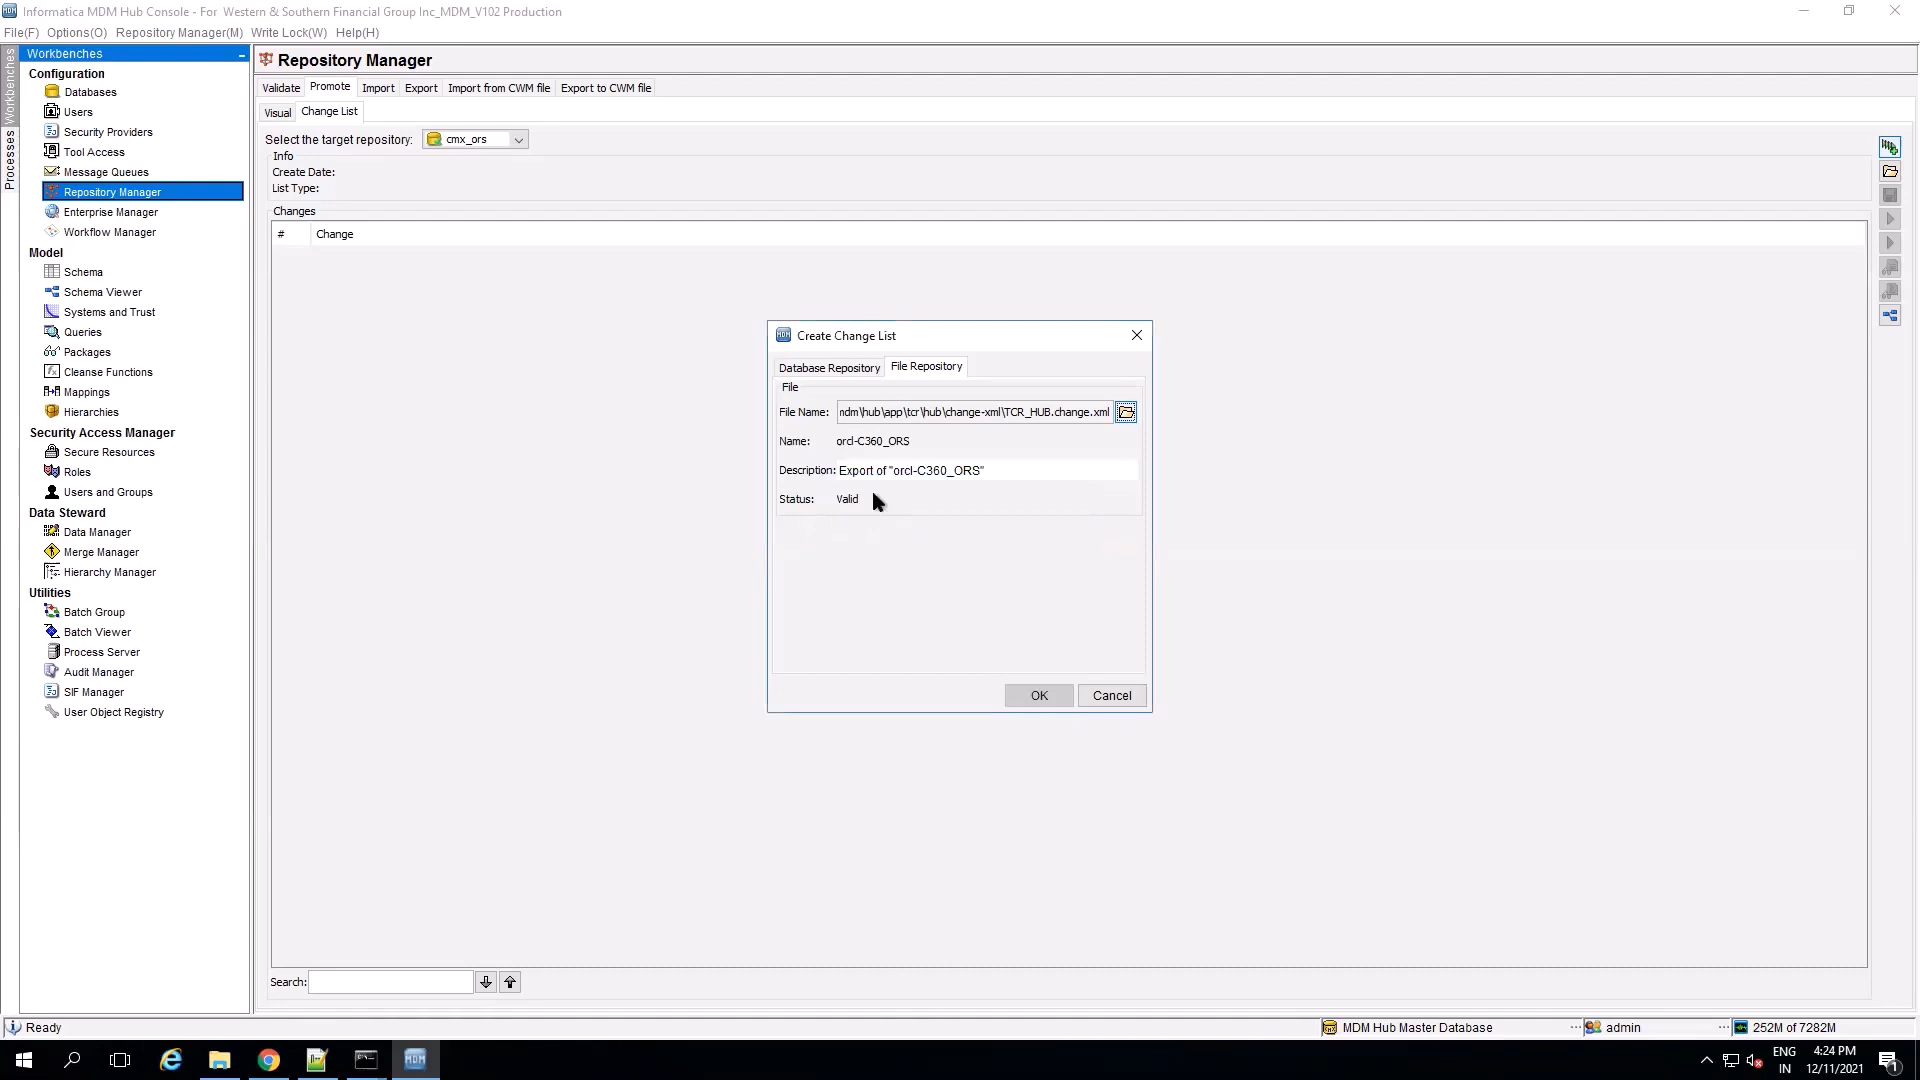 Informatica MDM Hub Console - For  Western & Southern Financial Group Inc_MDM_V102 Production
File(F) Options(O) Repository Manager(M) Write Lock(W) Help(H)
Workbenches
Processes
Workbenches
Configuration
Databases
Users
Security Providers
Tool Access
Message Queues
Repository Manager
Enterprise Manager
Workflow Manager
Model
Schema
Schema Viewer
Systems and Trust
Queries
Packages
Cleanse Functions
Mappings
Hierarchies
Security Access Manager
Secure Resources
Roles
Users and Groups
Data Steward
Data Manager
Merge Manager
Hierarchy Manager
Utilities
Batch Group
Batch Viewer
Process Server
Audit Manager
SIF Manager
User Object Registry
Repository Manager
Validate Promote Import Export Import from CWM file Export to CWM file
Visual Change List
Select the target repository: cmx_ors
Info
Create Date:
List Type:
Changes
# Change
Create Change List
Database Repository File Repository
File
File Name: ndm\hub\app\tcr\hub\change-xml\TCR_HUB.change.xml
Name: orcl-C360_ORS
Description: Export of "orcl-C360_ORS"
Status: Valid
OK Cancel
Search:
Ready
MDM Hub Master Database ... admin ... 252M of 7282M
ENG
IN
4:24 PM
12/11/2021
1